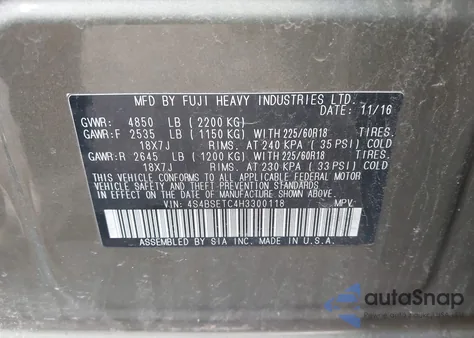 MFD. BY FUJI HEAVY INDUSTRIES LTD.
DATE: 11/16
GVWR: 4850 LB (2200 KG)
GAWR:F 2535 LB (1150 KG) WITH 225/60R18 TIRES.
18X7J RIMS. AT 240 KPA (35 PSI) COLD
GAWR:R 2645 LB (1200 KG) WITH 225/60R18 TIRES.
18X7J RIMS. AT 230 KPA (33 PSI) COLD
THIS VEHICLE CONFORMS TO ALL APPLICABLE FEDERAL MOTOR
VEHICLE SAFETY AND THEFT PREVENTION STANDARDS
IN EFFECT ON THE DATE OF MANUFACTURE SHOWN ABOVE.
VIN: 4S4BSETC4H3300118 MPV
ASSEMBLED BY SIA INC. MADE IN U.S.A.
autoSnap